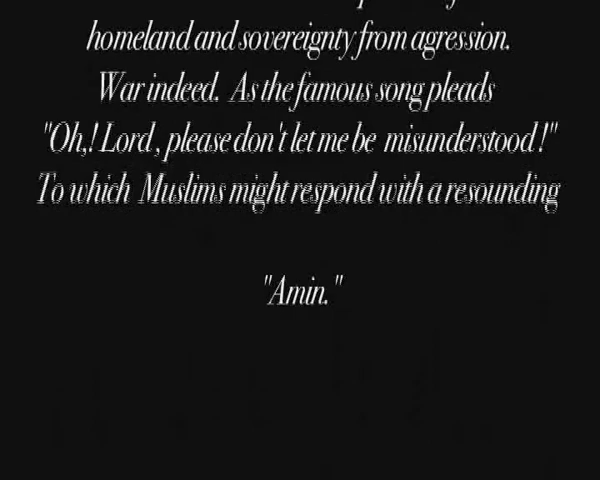 homeland and sovereignty from agression.
War indeed. As the famous song pleads
"Oh,! Lord, please don't let me be misunderstood!"
To which Muslims might respond with a resounding
"Amin."